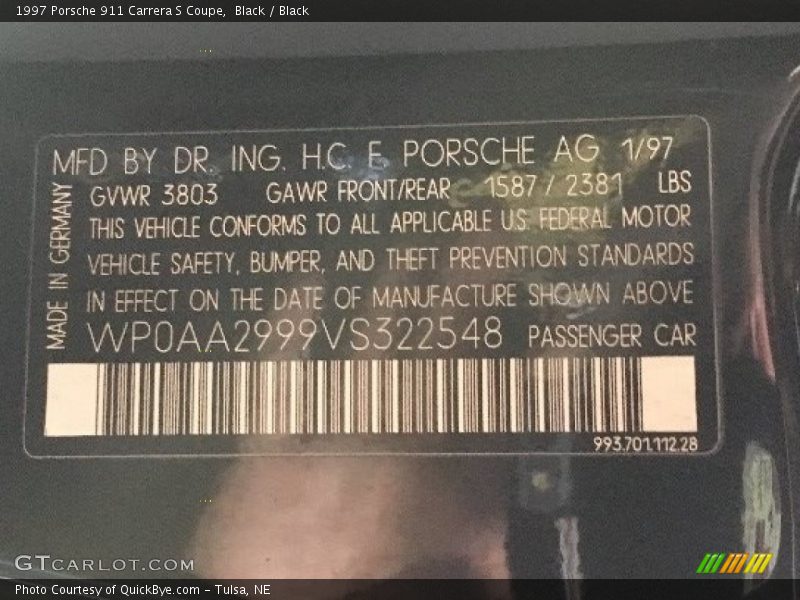 1997 Porsche 911 Carrera S Coupe,  Black / Black
MFD BY DR. ING. H.C. F. PORSCHE AG 1/97
GVWR 3803 GAWR FRONT/REAR 1587 / 2381 LBS
THIS VEHICLE CONFORMS TO ALL APPLICABLE U.S. FEDERAL MOTOR
VEHICLE SAFETY, BUMPER, AND THEFT PREVENTION STANDARDS
IN EFFECT ON THE DATE OF MANUFACTURE SHOWN ABOVE
WP0AA2999VS322548 PASSENGER CAR
MADE IN GERMANY
993.701.112.28
GTCARLOT.COM
Photo Courtesy of QuickBye.com – Tulsa, NE